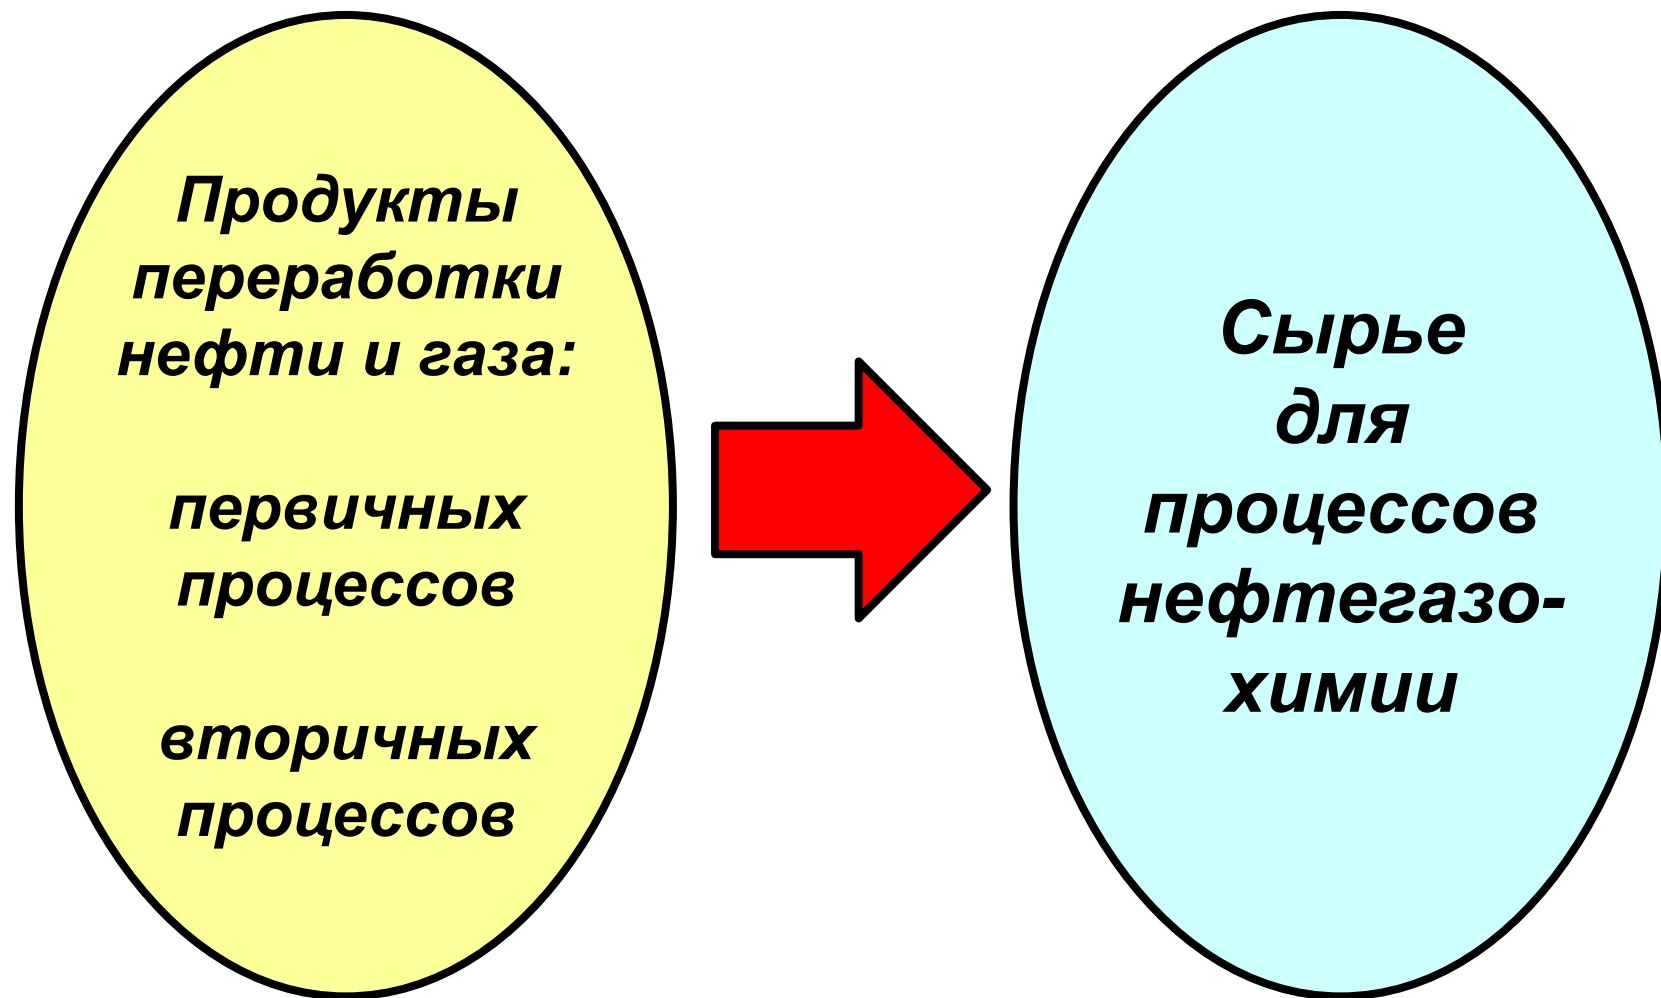 Продукты
переработки
нефти и газа:
первичных
процессов
вторичных
процессов
Сырье
для
процессов
нефтегазо-
химии